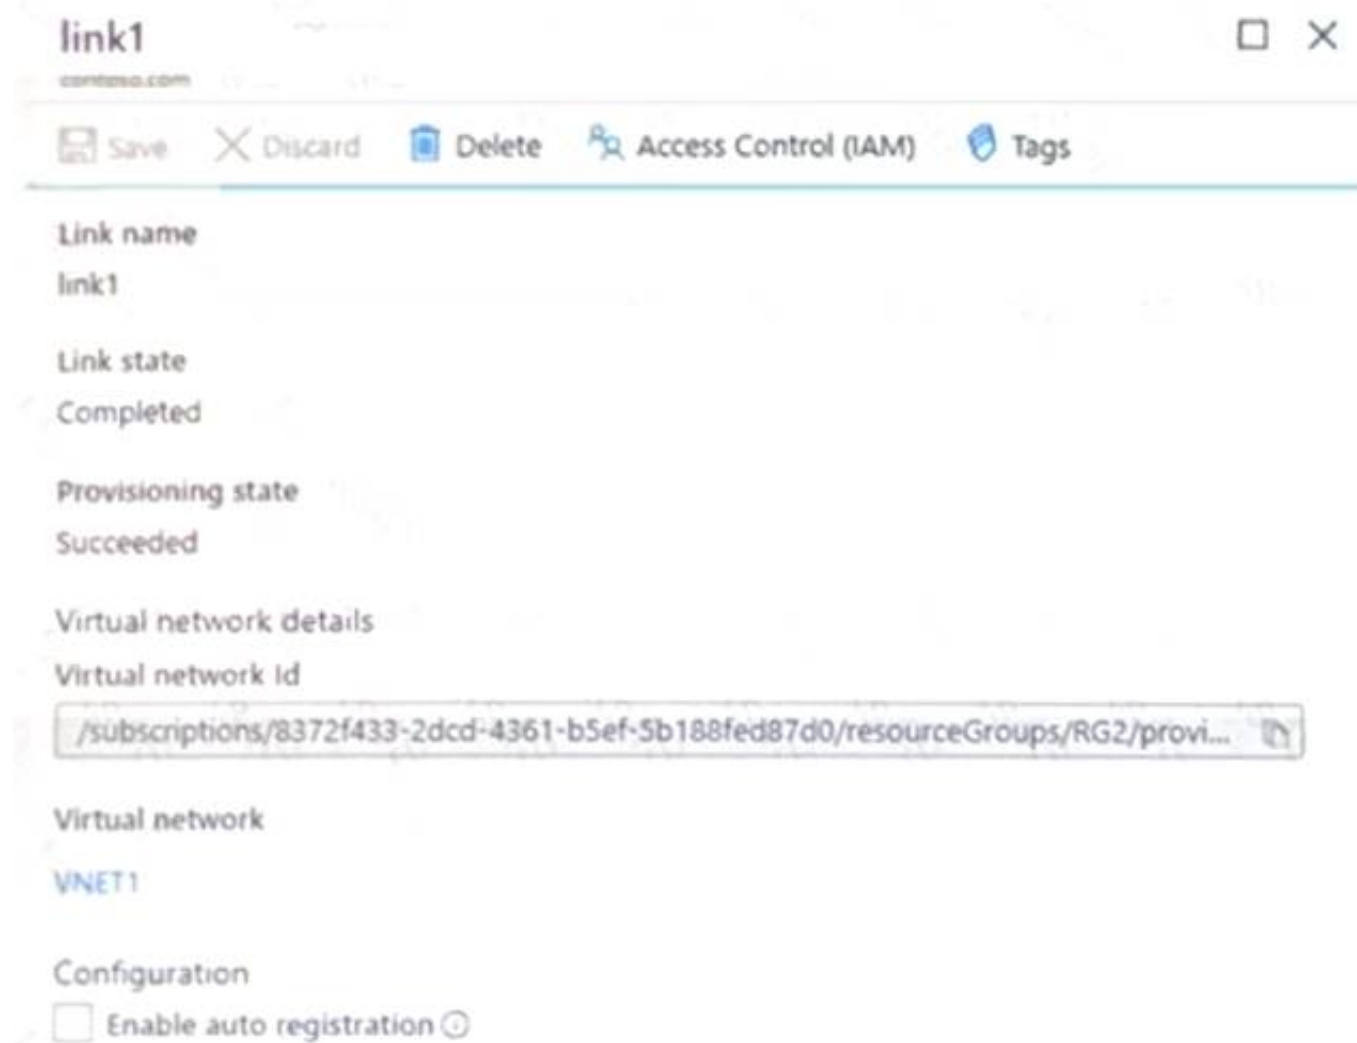 link1
contoso.com
Save Discard Delete Access Control (IAM) Tags
Link name
link1
Link state
Completed
Provisioning state
Succeeded
Virtual network details
Virtual network Id
/subscriptions/8372f433-2dcd-4361-b5ef-5b188fed87d0/resourceGroups/RG2/provi...
Virtual network
VNET1
Configuration
Enable auto registration